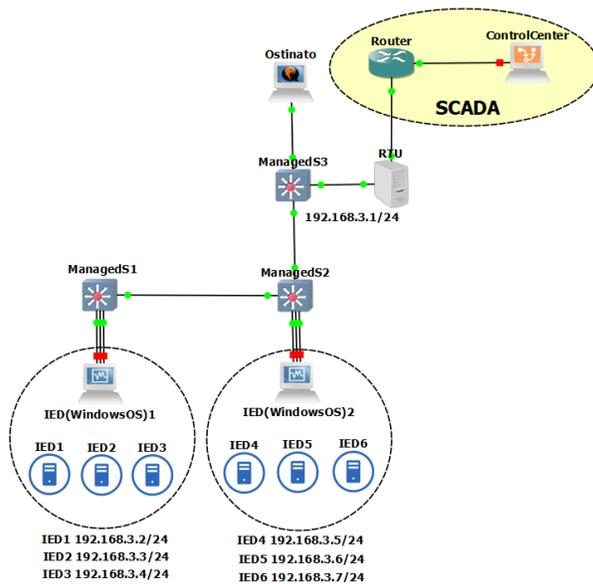 Router
ControlCenter
Ostinato
SCADA
RTU
ManagedS3
192.168.3.1/24
ManagedS1
ManagedS2
IED(WindowsOS)1
IED(WindowsOS)2
IED1 IED2 IED3
IED4 IED5 IED6
IED1 192.168.3.2/24
IED2 192.168.3.3/24
IED3 192.168.3.4/24
IED4 192.168.3.5/24
IED5 192.168.3.6/24
IED6 192.168.3.7/24